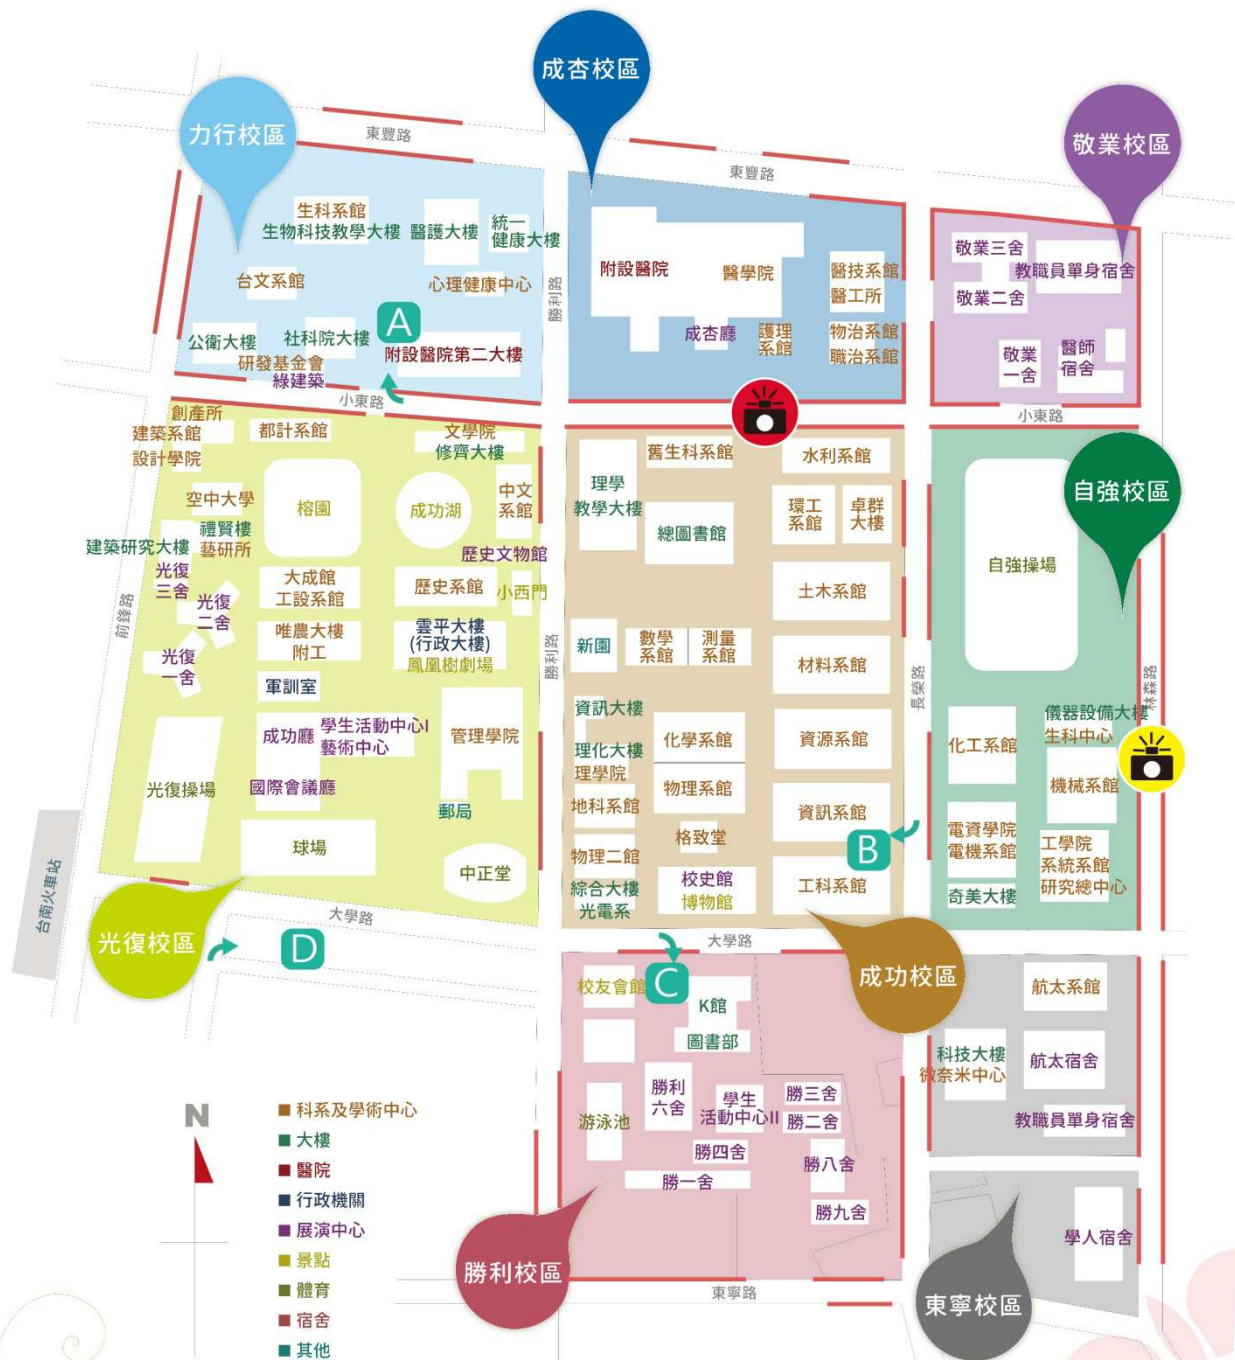 成杏校區
力行校區
敬業校區
東豐路
東豐路
生科系館
生物科技教學大樓
醫護大樓
統一
健康大樓
台文系館
心理健康中心
公衛大樓
社科院大樓
A
附設醫院第二大樓
研發基金會
綠建築
小東路
勝利路
附設醫院
醫學院
醫技系館
醫工所
成杏廳
護理
系館
物治系館
職治系館
敬業三舍
教職員單身宿舍
敬業二舍
敬業
一舍
醫師
宿舍
小東路
創產所
建築系館
設計學院
都計系館
文學院
修齊大樓
空中大學
榕園
成功湖
中文
系館
禮賢樓
建築研究大樓
藝研所
歷史文物館
光復
三舍
大成館
工設系館
歷史系館
小西門
光復
二舍
唯農大樓
附工
雲平大樓
(行政大樓)
鳳凰樹劇場
光復
一舍
軍訓室
成功廳
學生活動中心I
藝術中心
管理學院
國際會議廳
光復操場
郵局
球場
中正堂
前鋒路
勝利路
台南火車站
光復校區
大學路
D
舊生科系館
水利系館
理學
教學大樓
總圖書館
環工
系館
卓群
大樓
土木系館
新園
數學
系館
測量
系館
材料系館
資訊大樓
化學系館
資源系館
理化大樓
理學院
物理系館
地科系館
資訊系館
B
格致堂
物理二館
校史館
博物館
工科系館
綜合大樓
光電系
長榮路
大學路
成功校區
自強校區
自強操場
林森路
儀器設備大樓
生科中心
化工系館
機械系館
電資學院
電機系館
工學院
系統系館
研究總中心
奇美大樓
C
校友會館
K館
圖書部
勝利
六舍
學生
活動中心II
勝三舍
勝二舍
游泳池
勝四舍
勝八舍
勝一舍
勝九舍
勝利校區
東寧路
航太系館
科技大樓
微奈米中心
航太宿舍
教職員單身宿舍
學人宿舍
東寧校區
N
科系及學術中心
大樓
醫院
行政機關
展演中心
景點
體育
宿舍
其他